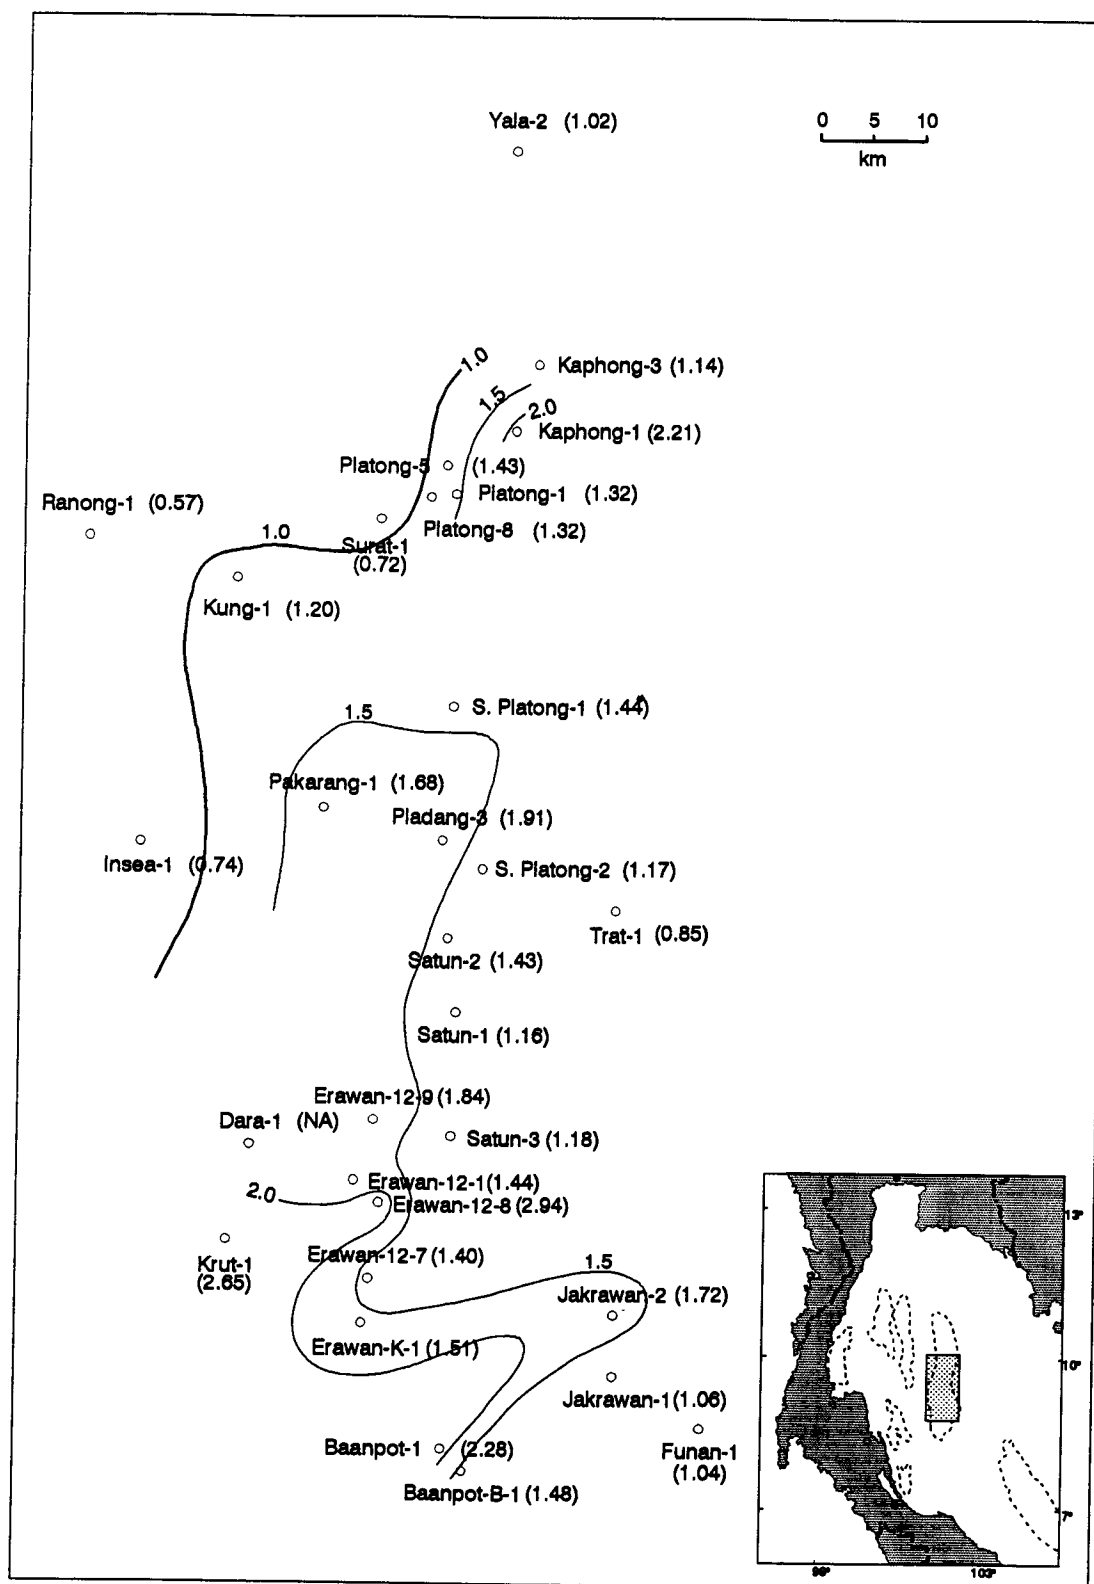 Yala-2 (1.02)
0 5 10
km
1.0
Kaphong-3 (1.14)
1.5
2.0
Kaphong-1 (2.21)
Platong-5 (1.43)
Ranong-1 (0.57)
Platong-1 (1.32)
Platong-8 (1.32)
1.0
Surat-1
(0.72)
Kung-1 (1.20)
1.5
S. Platong-1 (1.44)
Pakarang-1 (1.68)
Pladang-3 (1.91)
Insea-1 (0.74)
S. Platong-2 (1.17)
Trat-1 (0.85)
Satun-2 (1.43)
Satun-1 (1.16)
Erawan-12-9 (1.84)
Dara-1 (NA)
Satun-3 (1.18)
Erawan-12-1 (1.44)
2.0
Erawan-12-8 (2.94)
Krut-1
(2.65)
Erawan-12-7 (1.40)
1.5
Jakrawan-2 (1.72)
Erawan-K-1 (1.51)
Jakrawan-1 (1.06)
Baanpot-1 (2.28)
Funan-1
(1.04)
Baanpot-B-1 (1.48)
13°
10°
7°
99°
103°